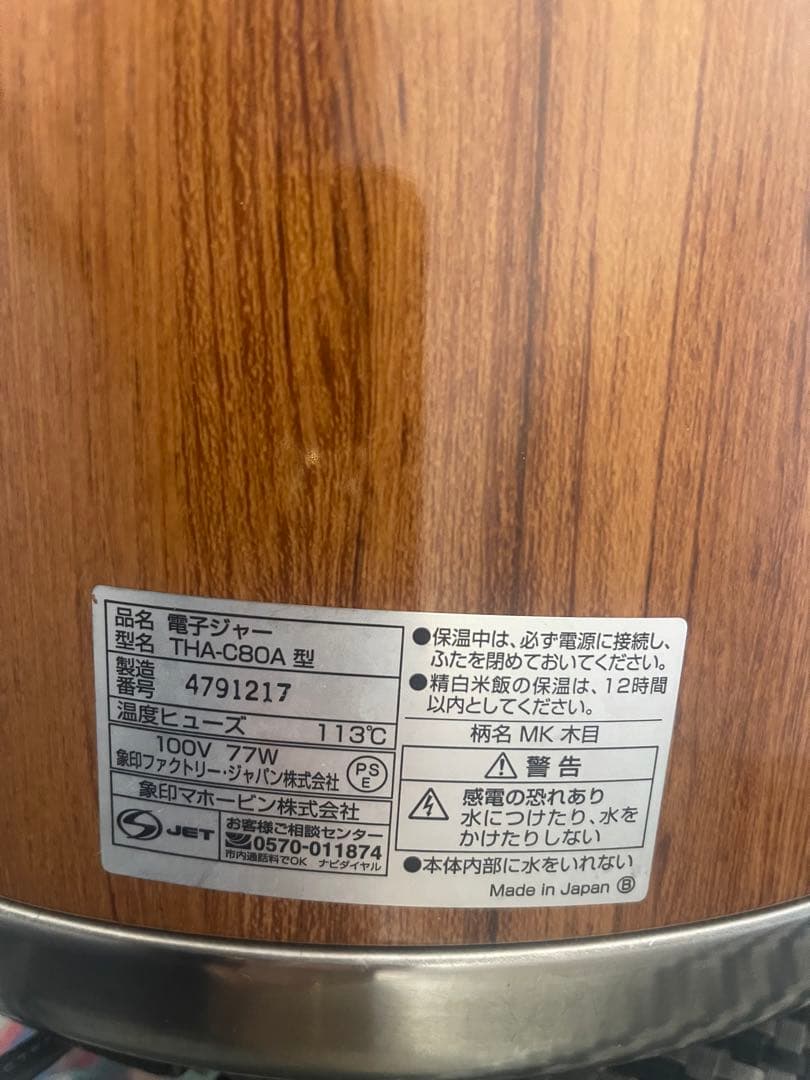 品名 電子ジャー
型名 THA-C80A 型
製造
番号 4791217
温度ヒューズ 113℃
100V 77W
象印ファクトリー・ジャパン株式会社
PS
E
象印マホービン株式会社
JET
お客様ご相談センター
0570-011874
市内通話料でOK ナビダイヤル
●保温中は、必ず電源に接続し、
ふたを閉めておいてください。
●精白米飯の保温は、12時間
以内としてください。
柄名 MK 木目
警告
感電の恐れあり
水につけたり、水を
かけたりしない
●本体内部に水をいれない
Made in Japan Ⓑ